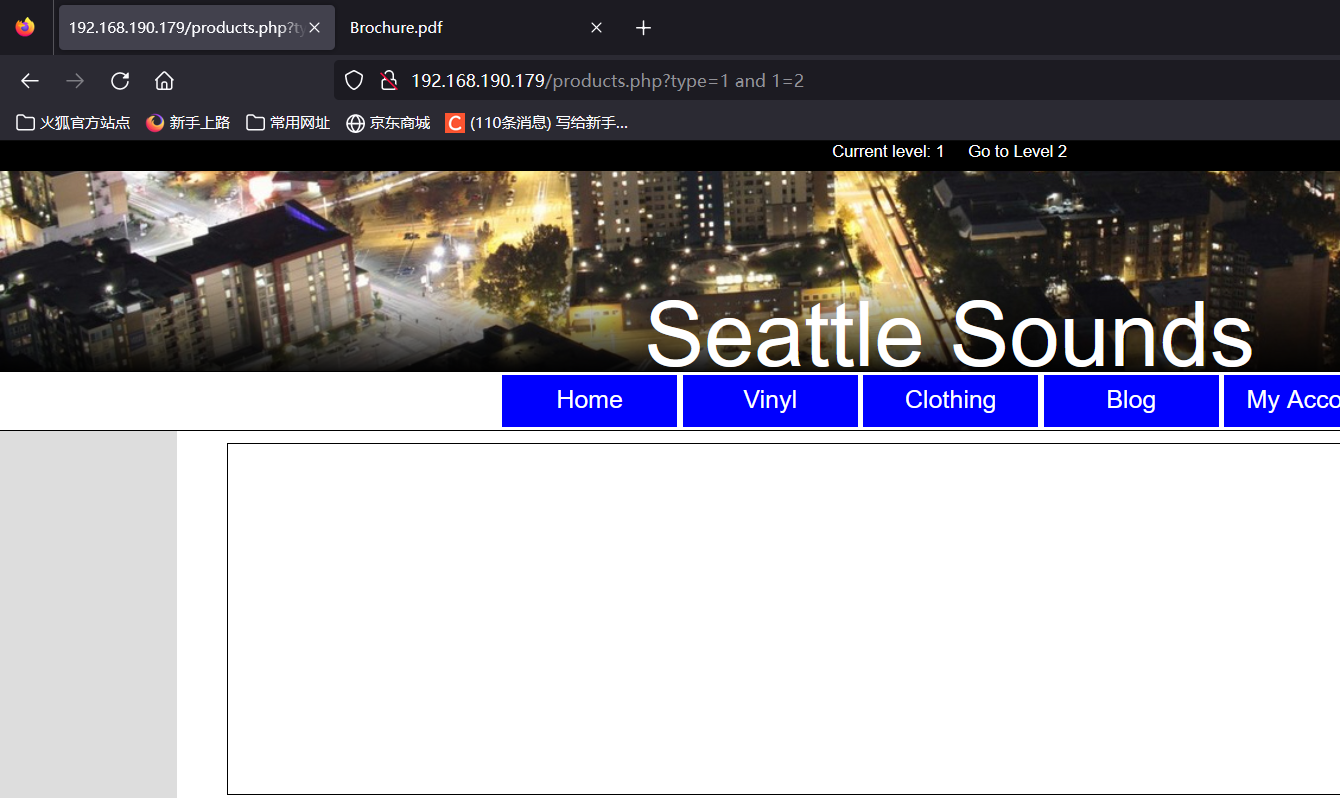 192.168.190.179/products.php?ty
Brochure.pdf
192.168.190.179/products.php?type=1 and 1=2
火狐官方站点 新手上路 常用网址 京东商城 C (110条消息) 写给新手...
Current level: 1 Go to Level 2
Seattle Sounds
Home Vinyl Clothing Blog My Acco